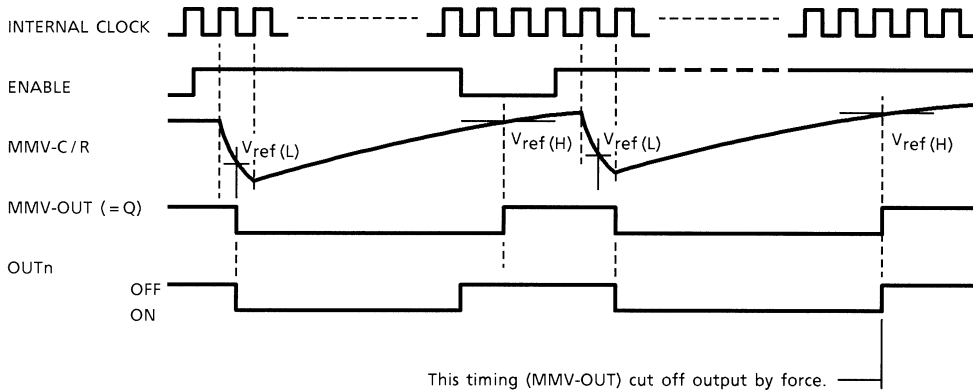 INTERNAL CLOCK
ENABLE
MMV-C/R
Vref (L)
Vref (H)
Vref (L)
Vref (H)
MMV-OUT (=Q)
OUTn
OFF
ON
This timing (MMV-OUT) cut off output by force.